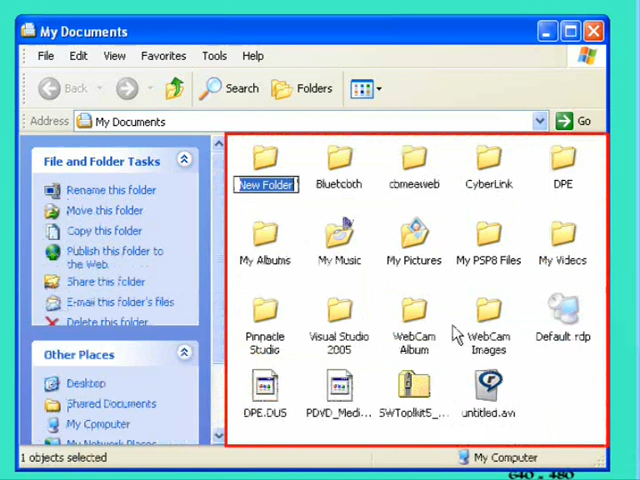 My Documents
File Edit View Favorites Tools Help
Back Search Folders
Address My Documents Go
File and Folder Tasks
Rename this folder
Move this folder
Copy this folder
Publish this folder to
the Web
Share this folder
E-mail this folder's files
Delete this folder
Other Places
Desktop
Shared Documents
My Computer
My Network Places
New Folder Bluetooth cbmeaweb CyberLink DPE
My Albums My Music My Pictures My PSP8 Files My Videos
Pinnacle Visual Studio WebCam WebCam Default rdp
Studio 2005 Album Images
DPE.DUS PDVD_Medi... SWToolkit5_... untitled.avi
1 objects selected My Computer
640 - 480